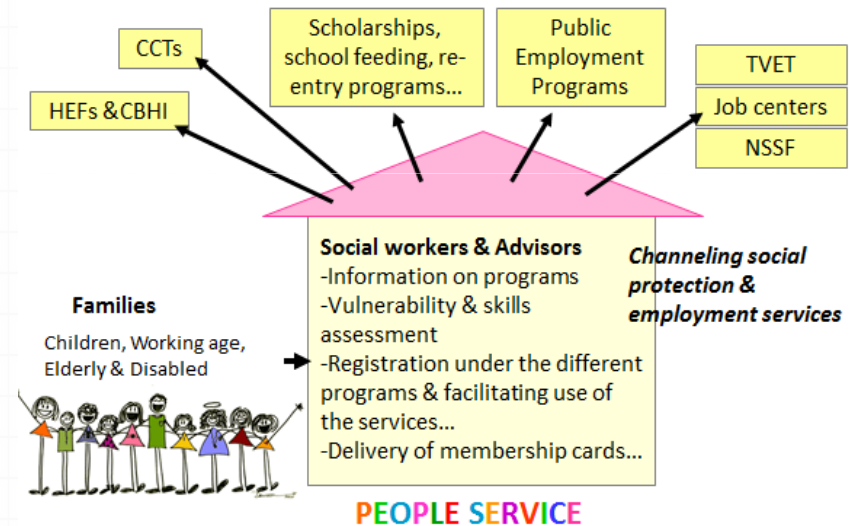 CCTs
HEFs &CBHI
Scholarships,
school feeding, re-
entry programs...
Public
Employment
Programs
TVET
Job centers
NSSF
Families
Children, Working age,
Elderly & Disabled
Social workers & Advisors
-Information on programs
-Vulnerability & skills
assessment
-Registration under the different
programs & facilitating use of
the services...
-Delivery of membership cards...
Channeling social
protection &
employment services
PEOPLE SERVICE